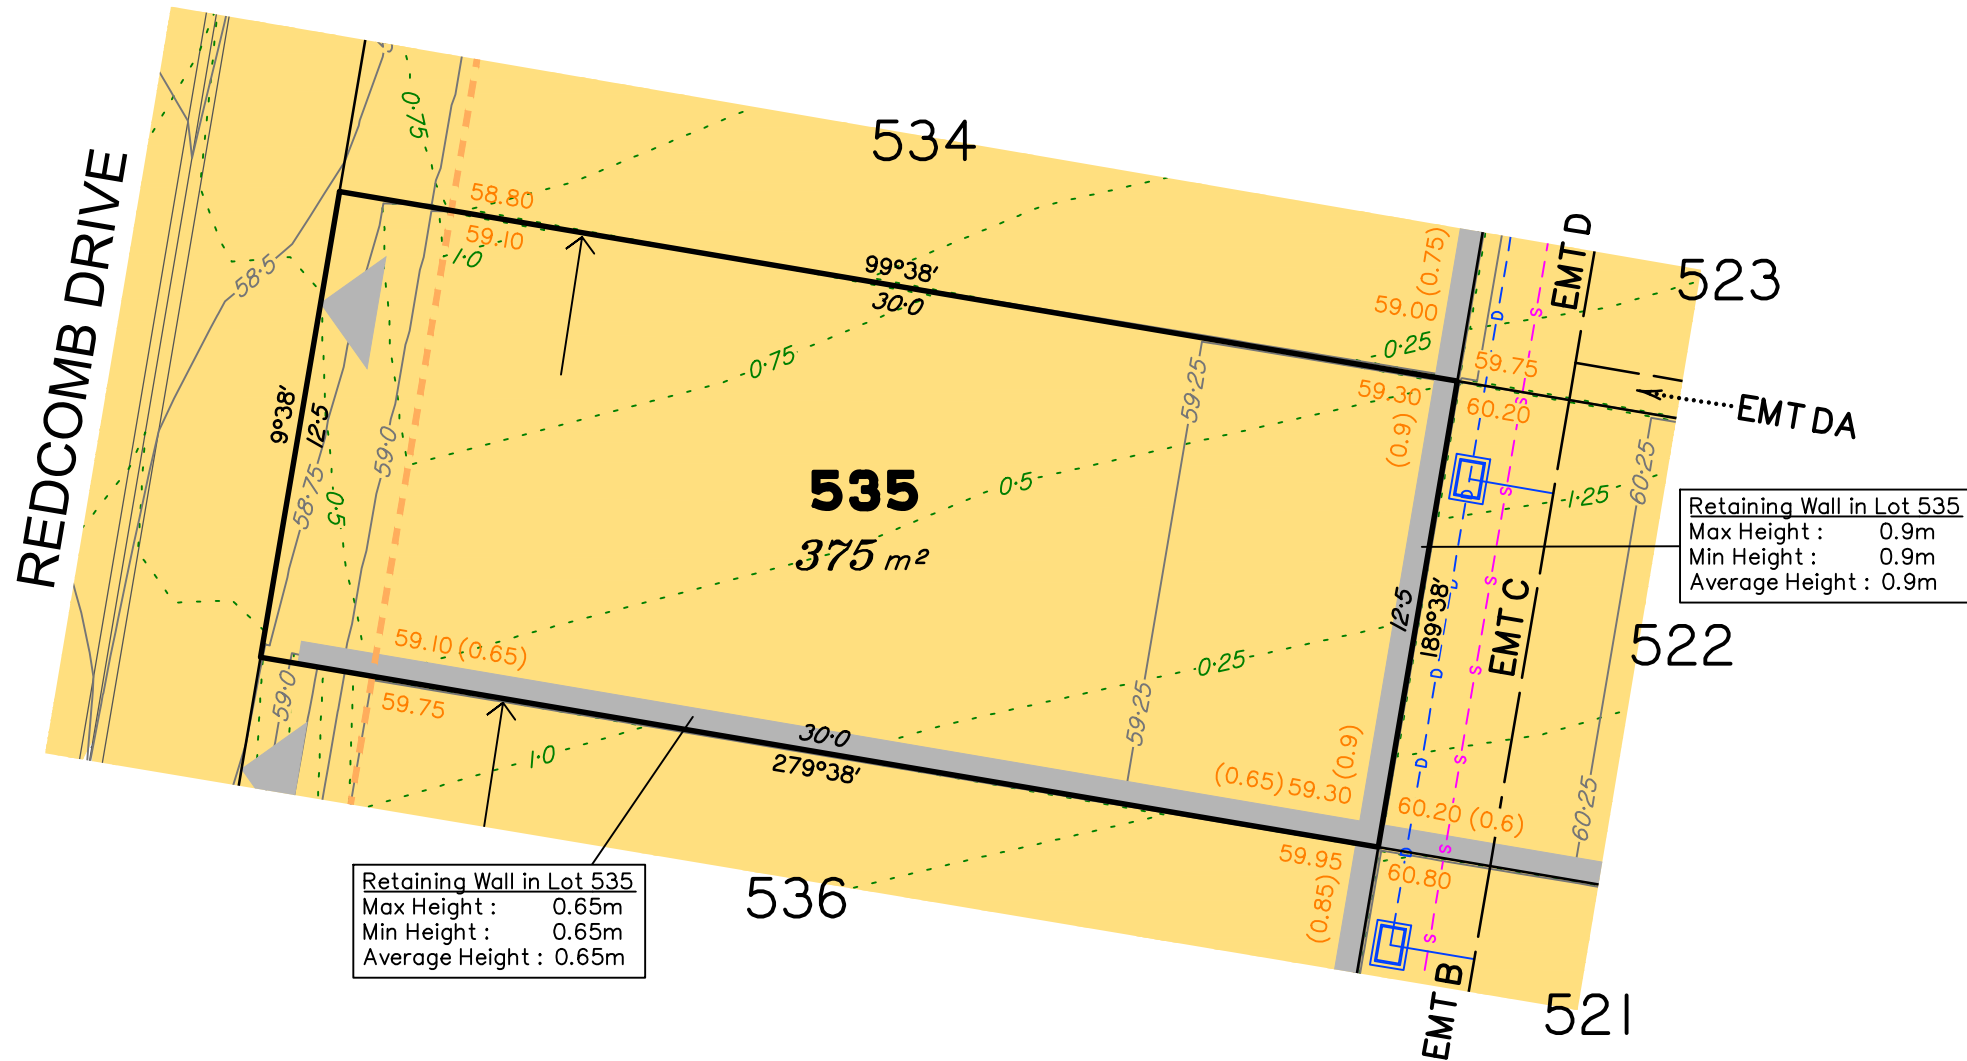 534
0·75
58.80
59.10
1·0
58·5
REDCOMB DRIVE
99°38'
30·0
59.00 (0.75)
0·25
EMT D
523
59.75
59.30
(0.9)
60.20
EMT DA
D
S
A
S
59·25
0·75
9°38'
12·5
59·0
58·75
0·5
535
375 m²
0·5
D
S
1·25
60·25
Retaining Wall in Lot 535
Max Height : 0.9m
Min Height : 0.9m
Average Height : 0.9m
12·5
189°38'
D
S
EMT C
522
D
S
59.10 (0.65)
59·0
59.75
0·25
59·25
30·0
279°38'
1·0
D
S
(0.65) 59.30
(0.9)
60.20 (0.6)
60·25
D
S
59.95
(0.85)
60.80
S
Retaining Wall in Lot 535
Max Height : 0.65m
Min Height : 0.65m
Average Height : 0.65m
536
EMT B
521